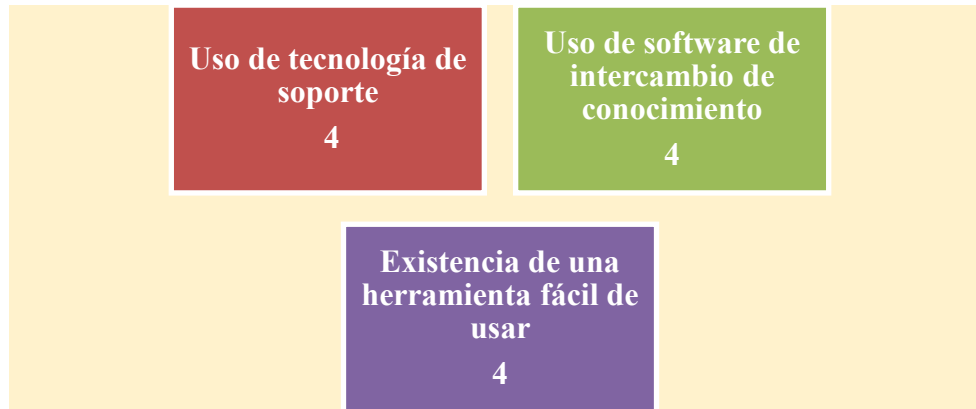 Uso de tecnología de
soporte
4
Uso de software de
intercambio de
conocimiento
4
Existencia de una
herramienta fácil de
usar
4